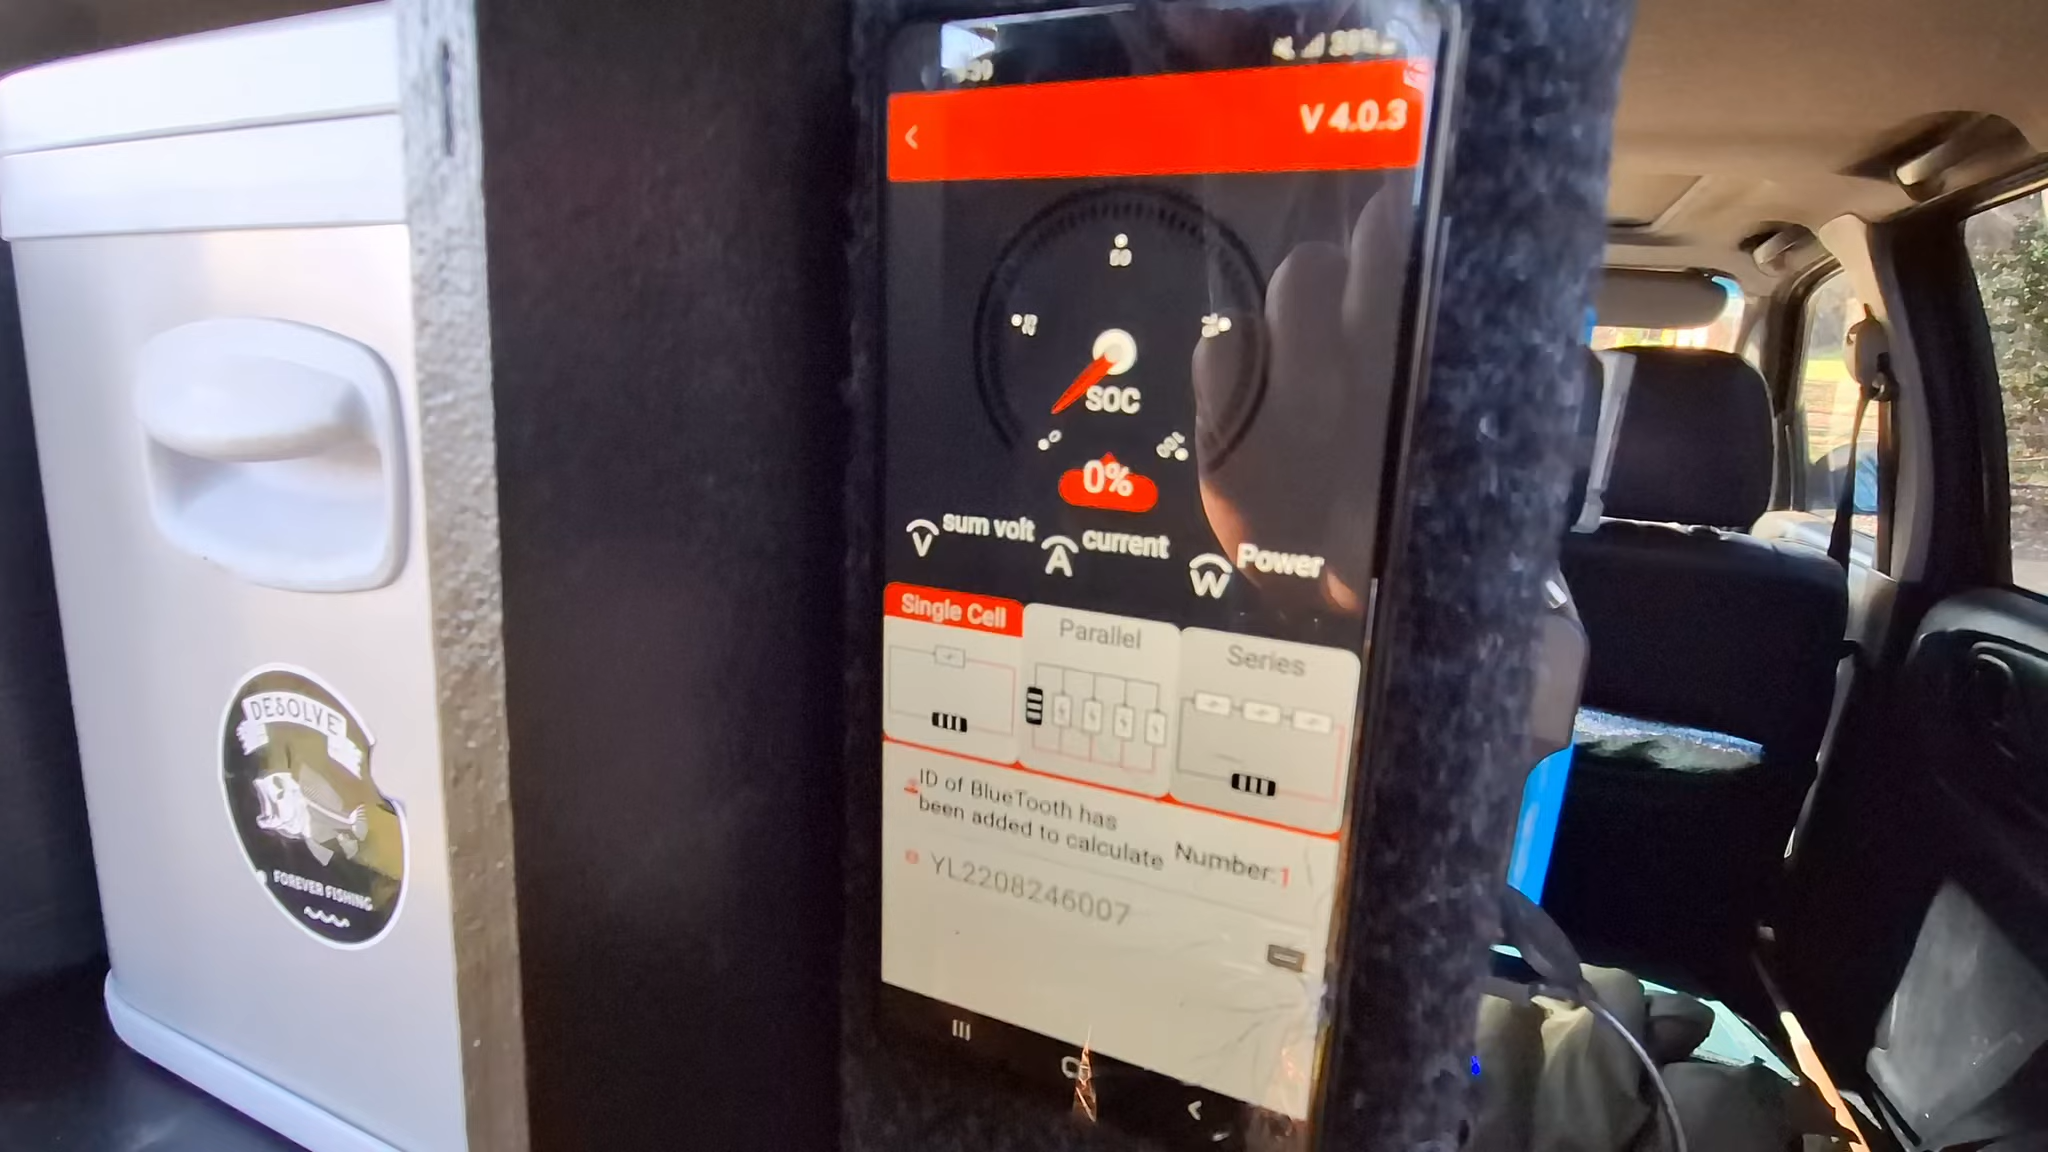 V 4.0.3
SOC
0%
sum volt
current
Power
Single Cell
Parallel
Series
ID of BlueTooth has
been added to calculate
Number:1
YL2208246007
DESOLVE
FOREVER FISHING